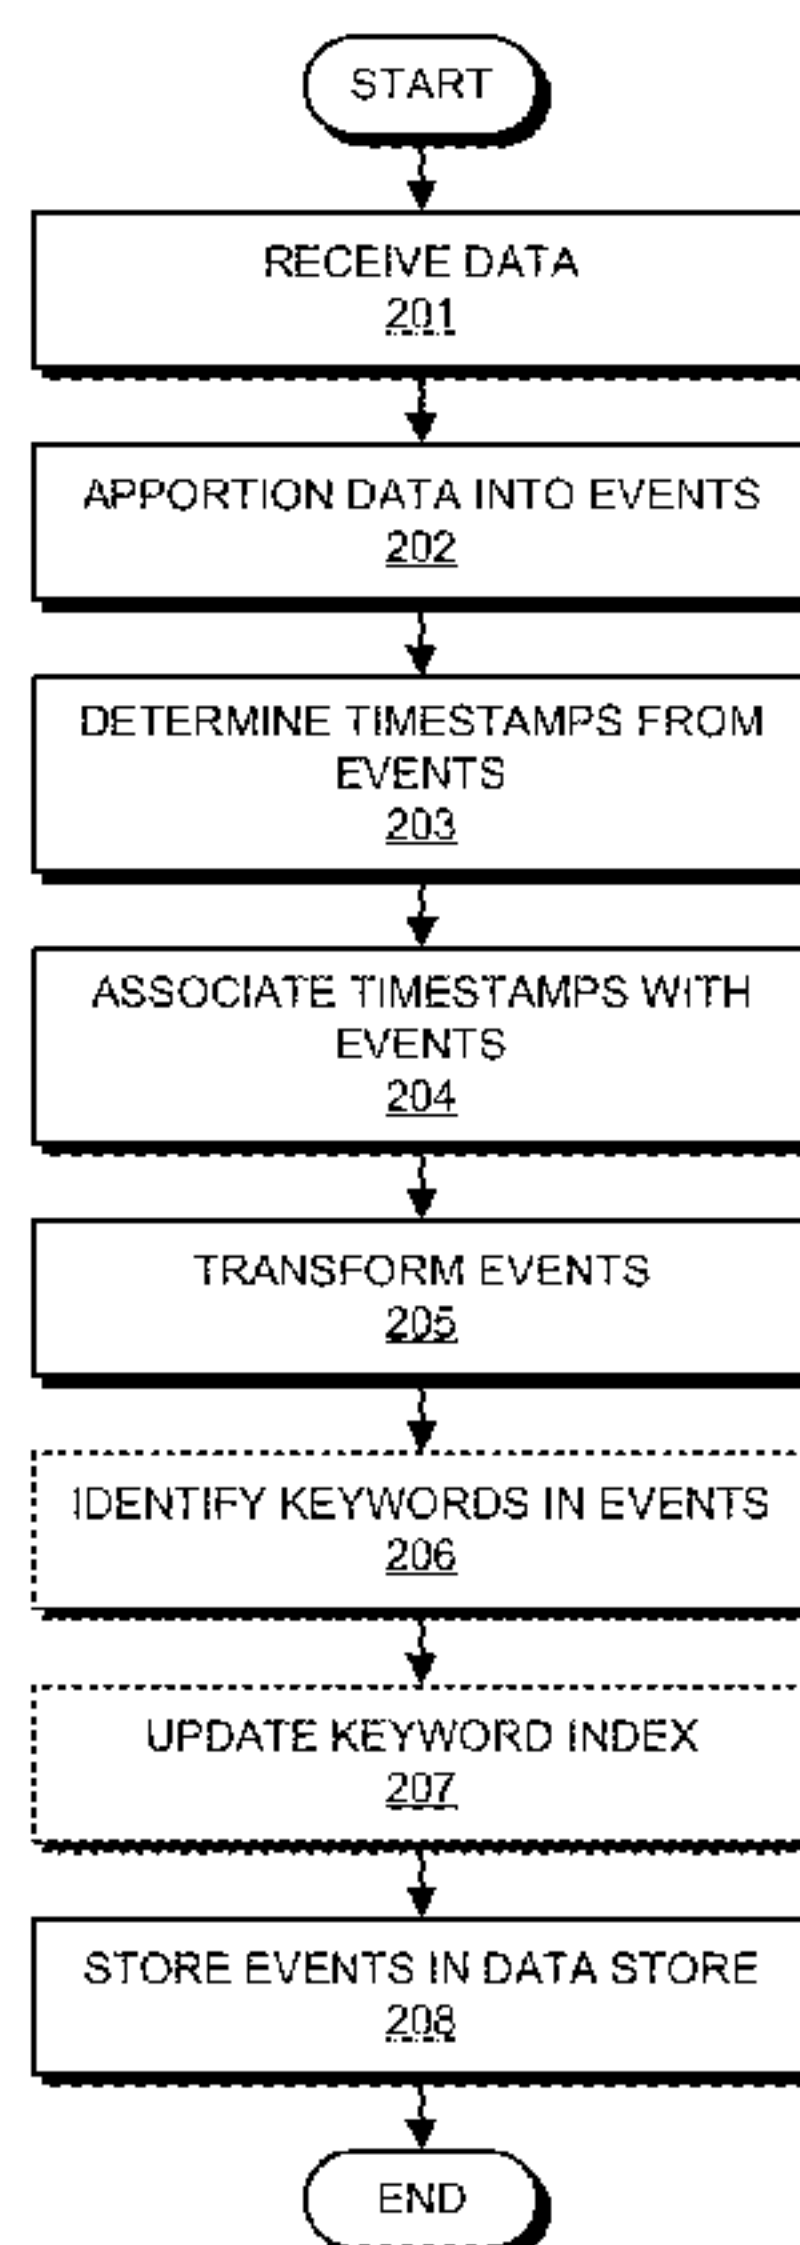 START
RECEIVE DATA
201
APPORTION DATA INTO EVENTS
202
DETERMINE TIMESTAMPS FROM
EVENTS
203
ASSOCIATE TIMESTAMPS WITH
EVENTS
204
TRANSFORM EVENTS
205
IDENTIFY KEYWORDS IN EVENTS
206
UPDATE KEYWORD INDEX
207
STORE EVENTS IN DATA STORE
208
END